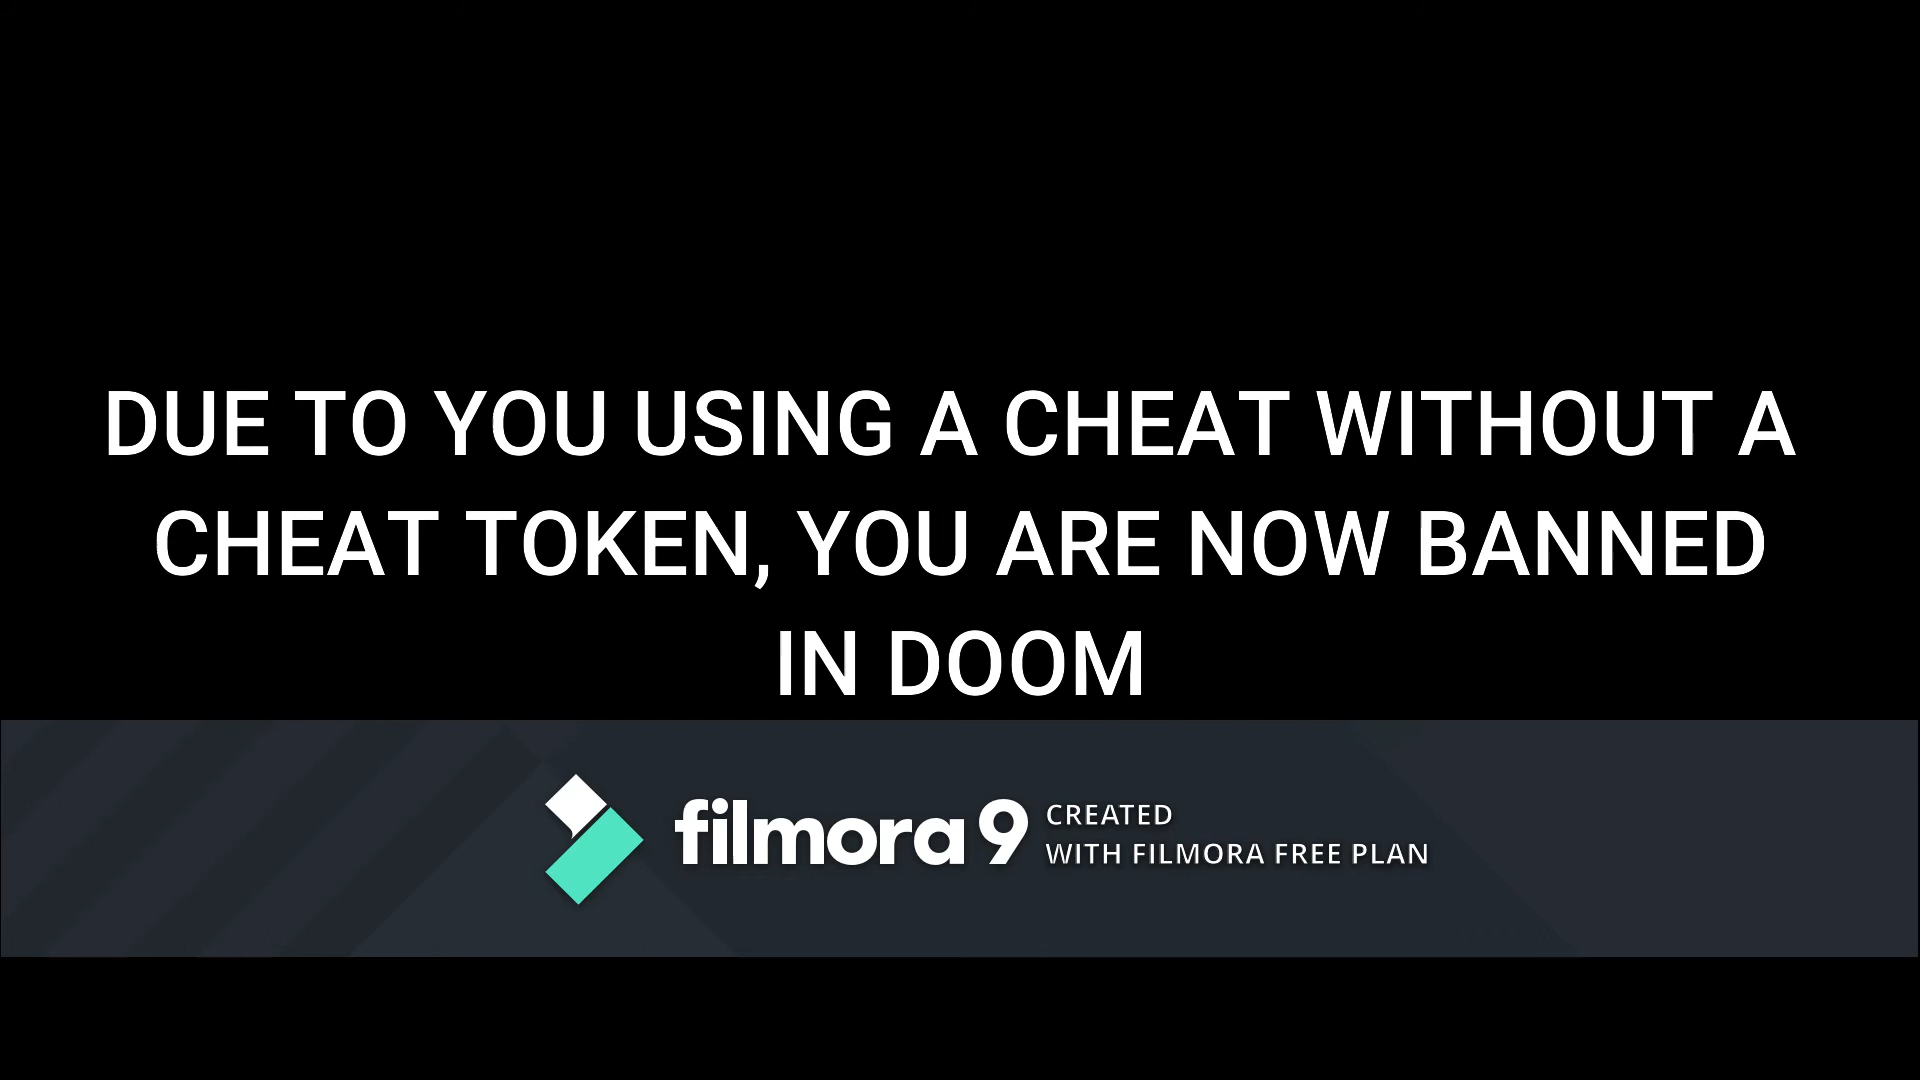 DUE TO YOU USING A CHEAT WITHOUT A
CHEAT TOKEN, YOU ARE NOW BANNED
IN DOOM
filmora 9
CREATED
WITH FILMORA FREE PLAN